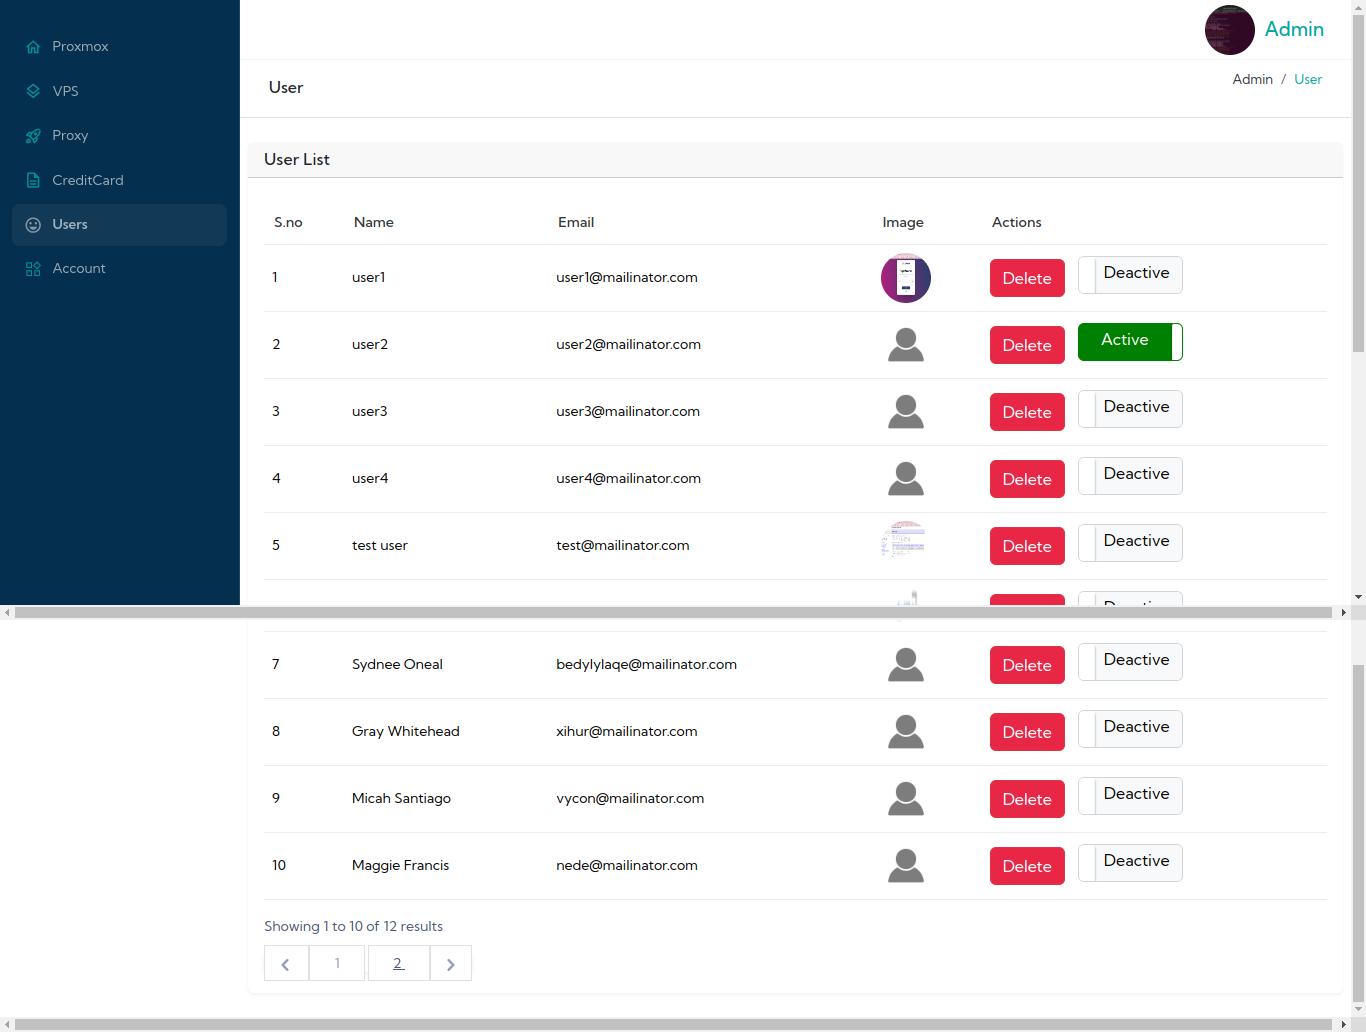 Admin
Proxmox
VPS
Proxy
CreditCard
Users
Account
User
Admin / User
User List
S.no Name Email Image Actions
1 user1 user1@mailinator.com Delete Deactive
2 user2 user2@mailinator.com Delete Active
3 user3 user3@mailinator.com Delete Deactive
4 user4 user4@mailinator.com Delete Deactive
5 test user test@mailinator.com Delete Deactive
7 Sydnee Oneal bedylylaqe@mailinator.com Delete Deactive
8 Gray Whitehead xihur@mailinator.com Delete Deactive
9 Micah Santiago vycon@mailinator.com Delete Deactive
10 Maggie Francis nede@mailinator.com Delete Deactive
Showing 1 to 10 of 12 results
1 2